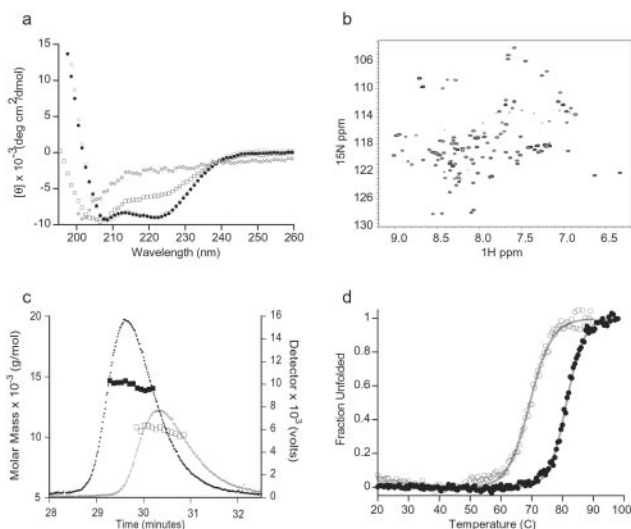 a
15
10
5
0
-5
-10
[θ] x 10⁻³(deg cm²/dmol)
200 210 220 230 240 250 260
Wavelength (nm)
b
106
110
114
118
122
126
130
15N ppm
9.0 8.5 8.0 7.5 7.0 6.5
1H ppm
c
20
15
10
5
Molar Mass x 10⁻³ (g/mol)
16
14
12
10
8
6
4
2
0
Detector x 10³ (volts)
28 29 30 31 32
Time (minutes)
d
1
0.8
0.6
0.4
0.2
0
Fraction Unfolded
20 30 40 50 60 70 80 90 100
Temperature (C)